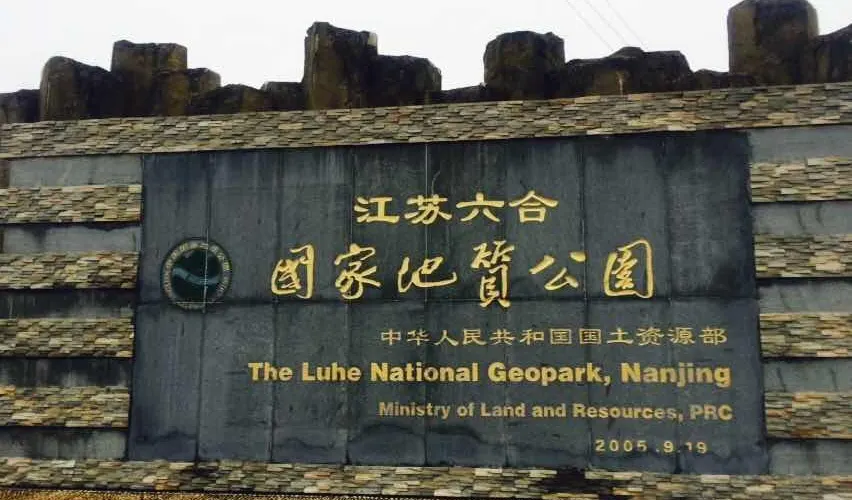 江苏六合
國家地質公園
中华人民共和国国土资源部
The Luhe National Geopark, Nanjing
Ministry of Land and Resources, PRC
2005.9.19